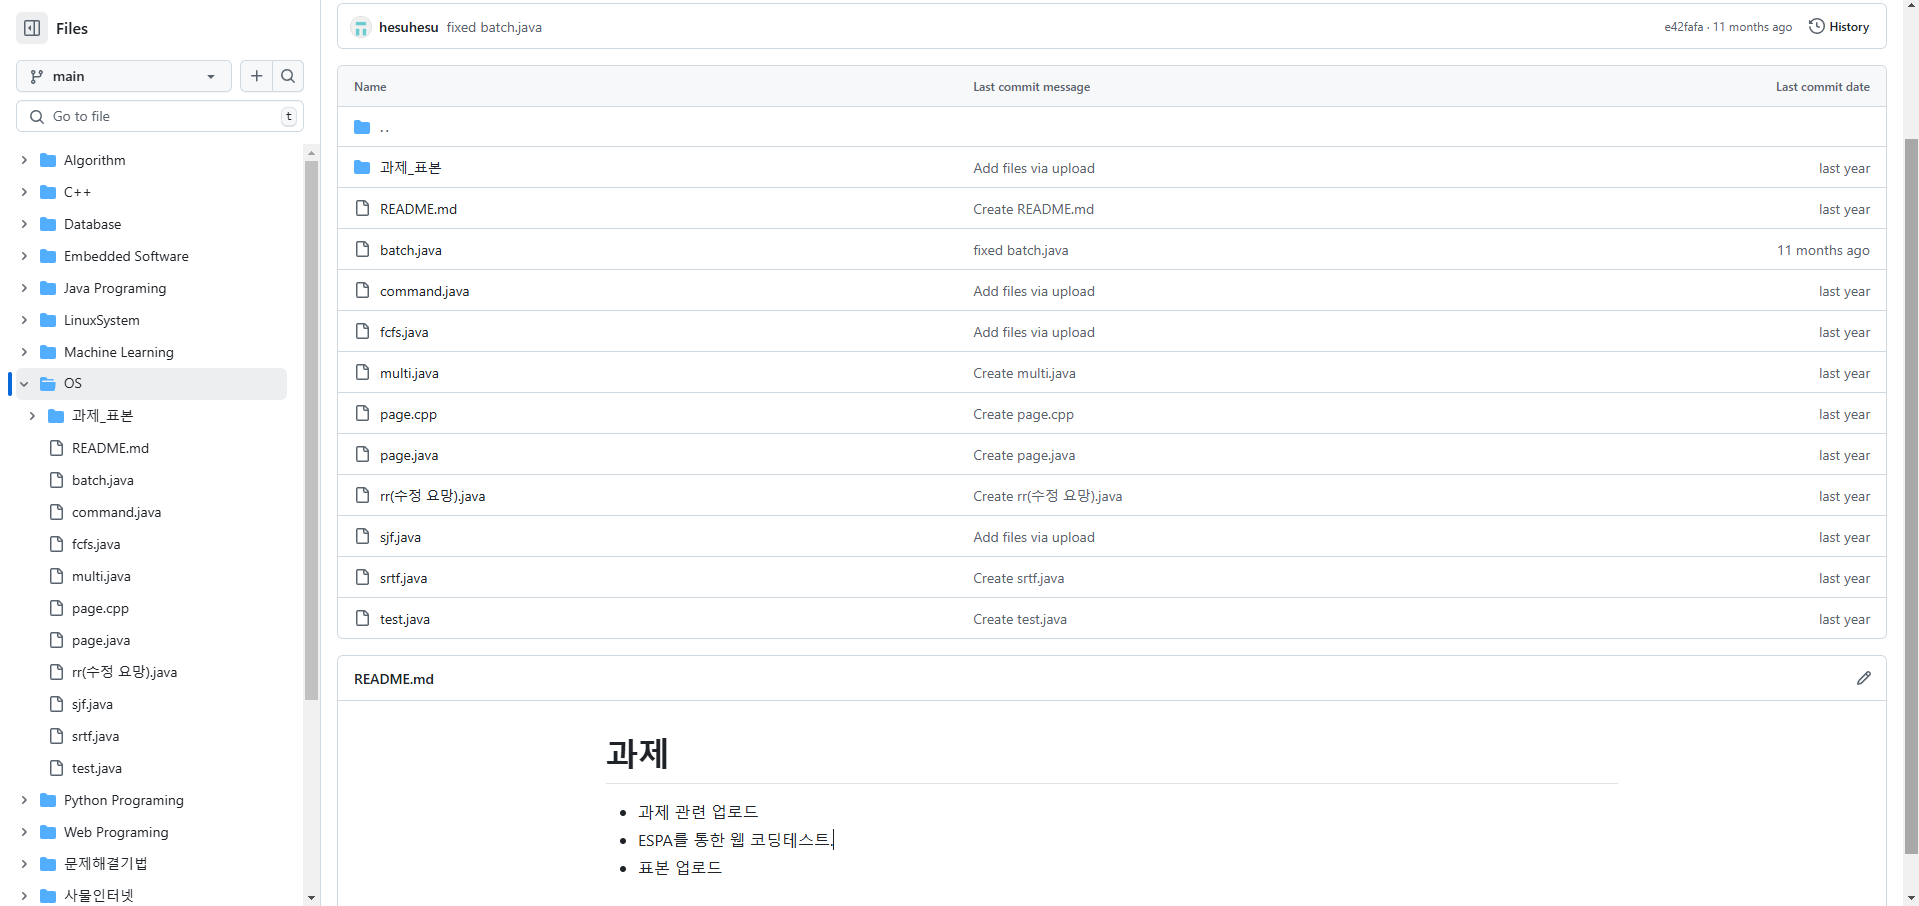 Files
main
Go to file
t
Algorithm
C++
Database
Embedded Software
Java Programing
LinuxSystem
Machine Learning
OS
과제_표본
README.md
batch.java
command.java
fcfs.java
multi.java
page.cpp
page.java
rr(수정 요망).java
sjf.java
srtf.java
test.java
Python Programing
Web Programing
문제해결기법
사물인터넷
hesuhesu fixed batch.java e42fafa · 11 months ago History
Name Last commit message Last commit date
..
과제_표본 Add files via upload last year
README.md Create README.md last year
batch.java fixed batch.java 11 months ago
command.java Add files via upload last year
fcfs.java Add files via upload last year
multi.java Create multi.java last year
page.cpp Create page.cpp last year
page.java Create page.java last year
rr(수정 요망).java Create rr(수정 요망).java last year
sjf.java Add files via upload last year
srtf.java Create srtf.java last year
test.java Create test.java last year
README.md
과제
과제 관련 업로드
ESPA를 통한 웹 코딩테스트.
표본 업로드